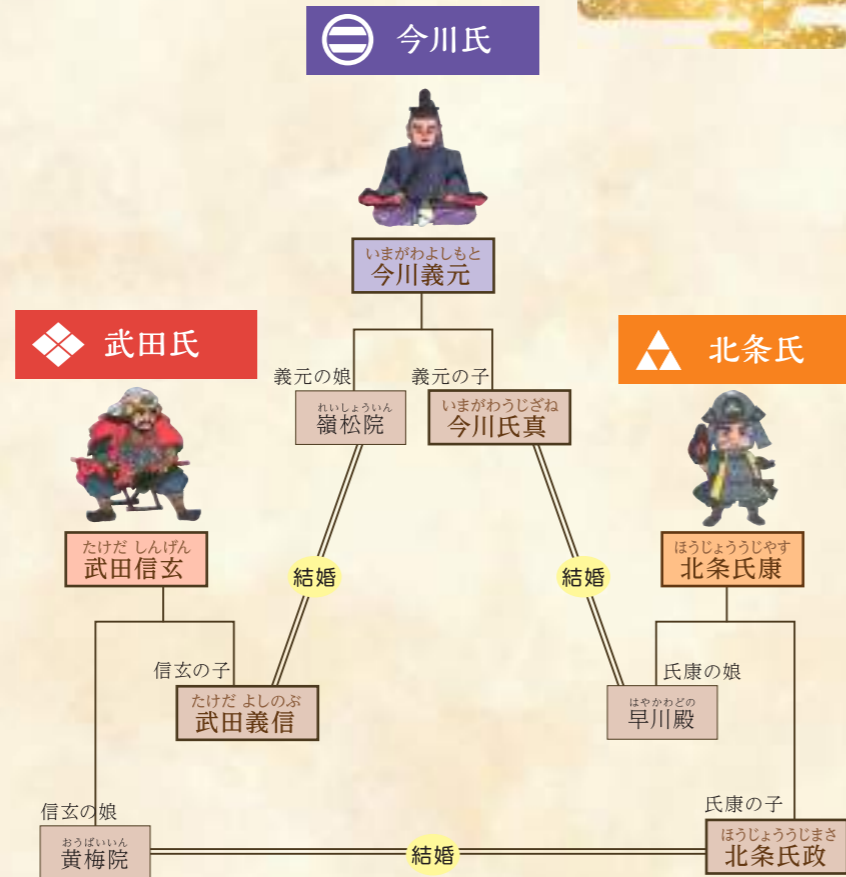 今川氏
いまがわよしもと
今川義元
武田氏
北条氏
義元の娘
義元の子
れいしょういん
嶺松院
いまがわうじざね
今川氏真
たけだ しんげん
武田信玄
ほうじょううじやす
北条氏康
結婚
結婚
信玄の子
氏康の娘
たけだ よしのぶ
武田義信
はやかわどの
早川殿
信玄の娘
氏康の子
おうばいいん
黄梅院
結婚
ほうじょううじまさ
北条氏政